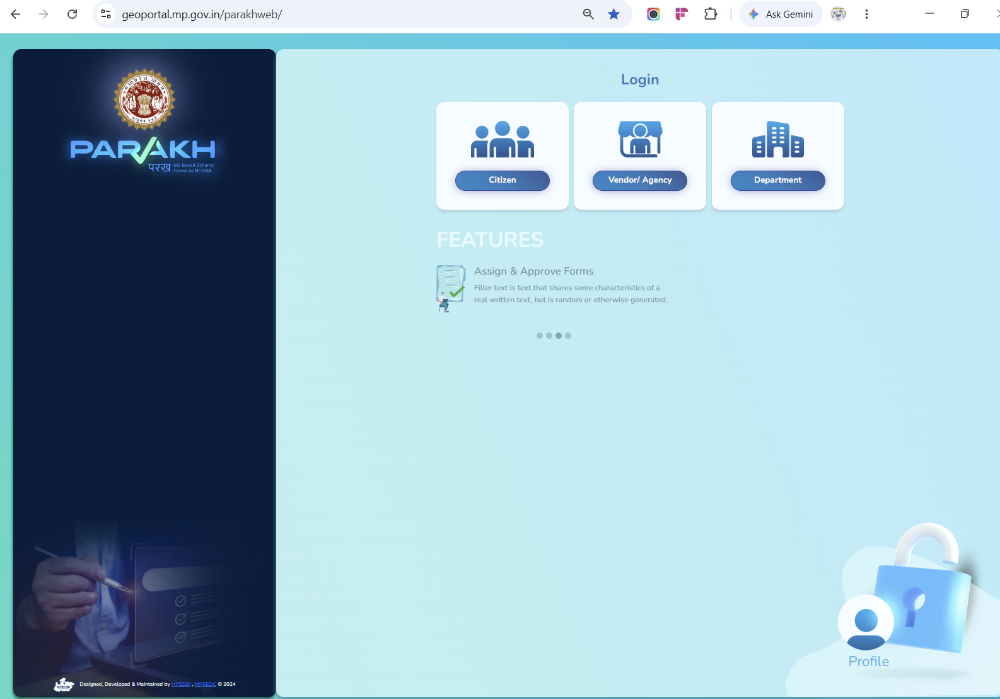 geoportal.mp.gov.in/parakhweb/
Ask Gemini
PARAKH
परख
GIS Based Dynamic
Forms by MPSSDI
Login
Citizen
Vendor/ Agency
Department
FEATURES
Assign & Approve Forms
Filler text is text that shares some characteristics of a
real written text, but is random or otherwise generated.
Profile
Designed, Developed & Maintained by MPSSDI , MPSEDC © 2024